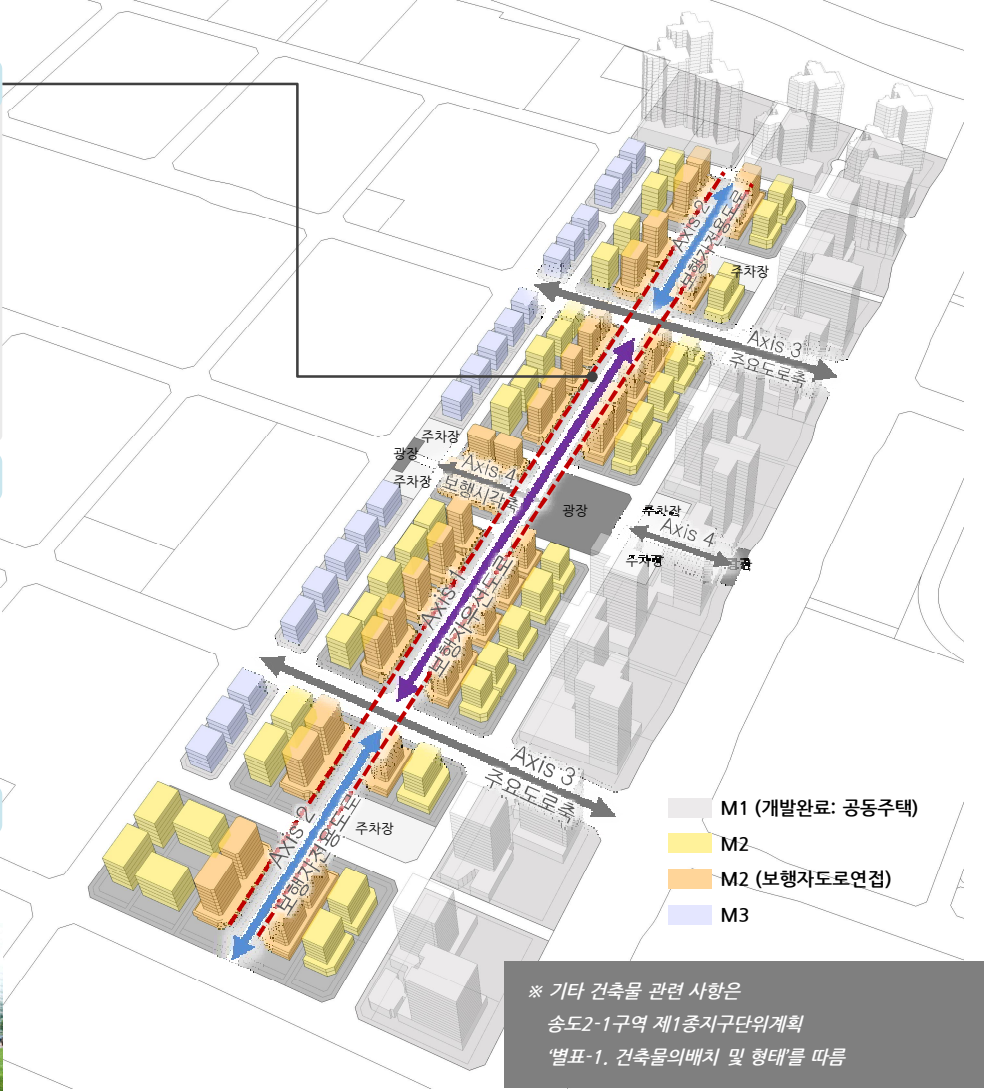 Axis 2
보행자전용도로
주차장
Axis 3
주요도로축
주차장
광장
주차장
Axis 4
보행시각축
광장
주차장
Axis 4
주차장
Axis 1
보행자우선도로
Axis 3
주요도로축
주차장
Axis 2
보행자전용도로
M1 (개발완료: 공동주택)
M2
M2 (보행자도로연접)
M3
※ 기타 건축물 관련 사항은
송도2-1구역 제1종지구단위계획
‘별표-1. 건축물의배치 및 형태’를 따름